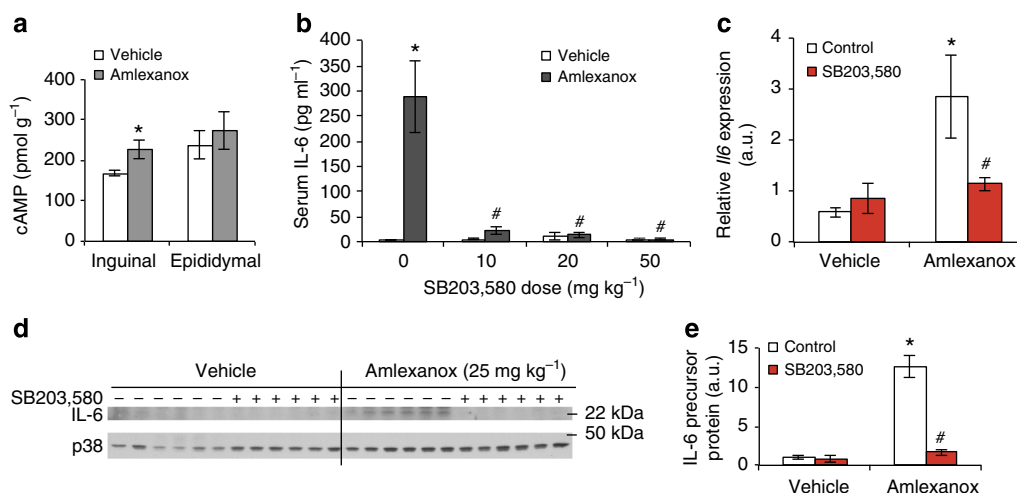 a
Vehicle
Amlexanox
cAMP (pmol g⁻¹)
400
300
200
100
0
*
Inguinal
Epididymal
b
Vehicle
Amlexanox
Serum IL-6 (pg ml⁻¹)
400
350
300
250
200
150
100
50
0
*
#
#
#
0
10
20
50
SB203,580 dose (mg kg⁻¹)
c
Control
SB203,580
Relative Il6 expression
(a.u.)
4
3
2
1
0
*
#
Vehicle
Amlexanox
d
Vehicle
Amlexanox (25 mg kg⁻¹)
SB203,580 – – – – – – + + + + + + – – – – – – + + + + + +
IL-6
22 kDa
50 kDa
p38
e
Control
SB203,580
IL-6 precursor
protein (a.u.)
15
10
5
0
*
#
Vehicle
Amlexanox